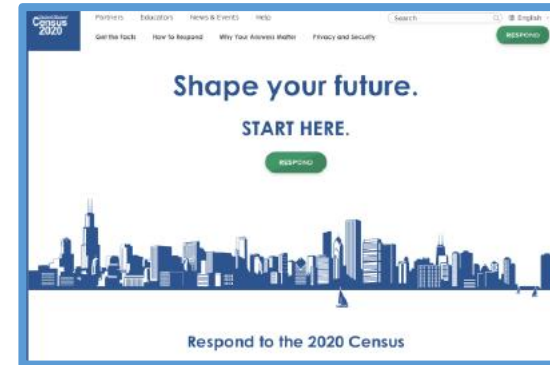 Partners Educators News & Events Help
Search
English
Census
2020
Get the Facts How to Respond Why Your Answers Matter Privacy and Security
RESPOND
Shape your future.
START HERE.
RESPOND
Respond to the 2020 Census